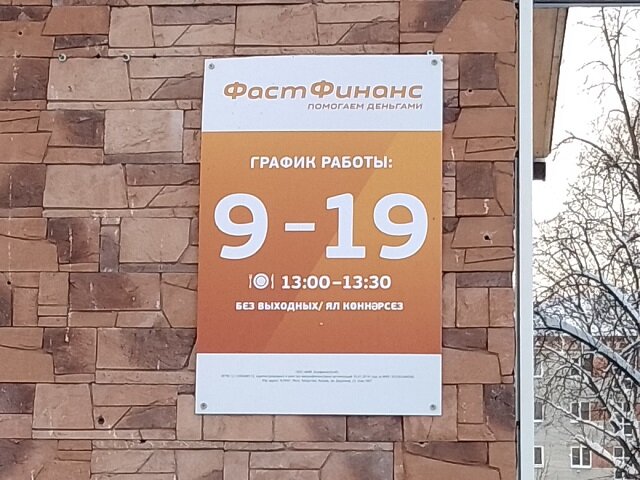 ФастФинанс
ПОМОГАЕМ ДЕНЬГАМИ
ГРАФИК РАБОТЫ:
9-19
13:00-13:30
БЕЗ ВЫХОДНЫХ/ ЯЛ КӨННӘРСЕЗ